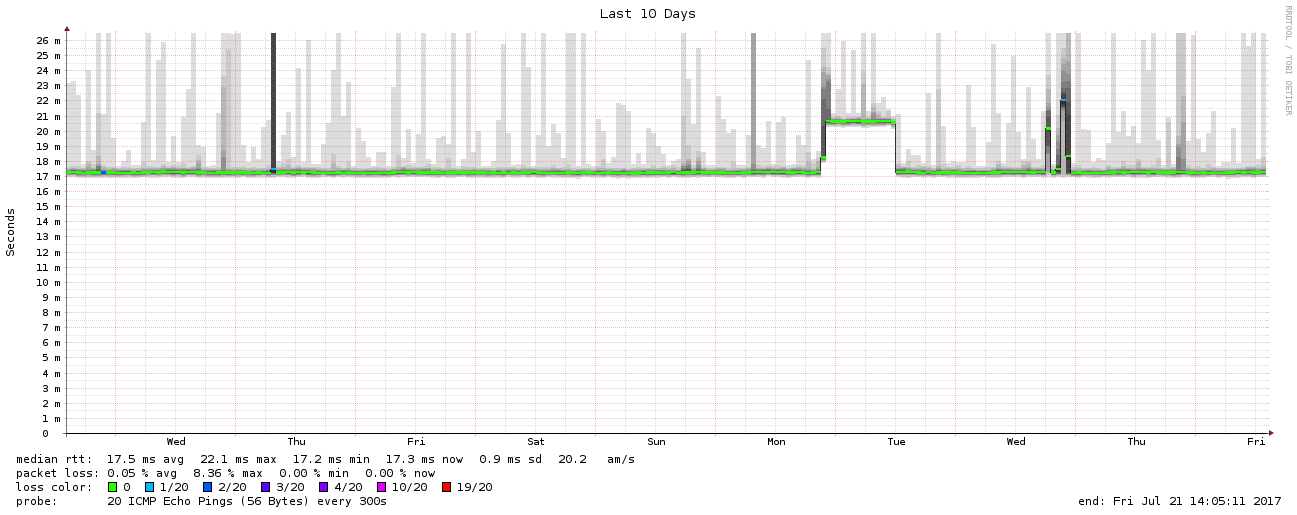 Last 10 Days
RRDTOOL / TOBI OETIKER
Seconds
26 m
25 m
24 m
23 m
22 m
21 m
20 m
19 m
18 m
17 m
16 m
15 m
14 m
13 m
12 m
11 m
10 m
9 m
8 m
7 m
6 m
5 m
4 m
3 m
2 m
1 m
0
Wed Thu Fri Sat Sun Mon Tue Wed Thu Fri
median rtt: 17.5 ms avg 22.1 ms max 17.2 ms min 17.3 ms now 0.9 ms sd 20.2 am/s
packet loss: 0.05 % avg 8.36 % max 0.00 % min 0.00 % now
loss color: 0 1/20 2/20 3/20 4/20 10/20 19/20
probe: 20 ICMP Echo Pings (56 Bytes) every 300s end: Fri Jul 21 14:05:11 2017